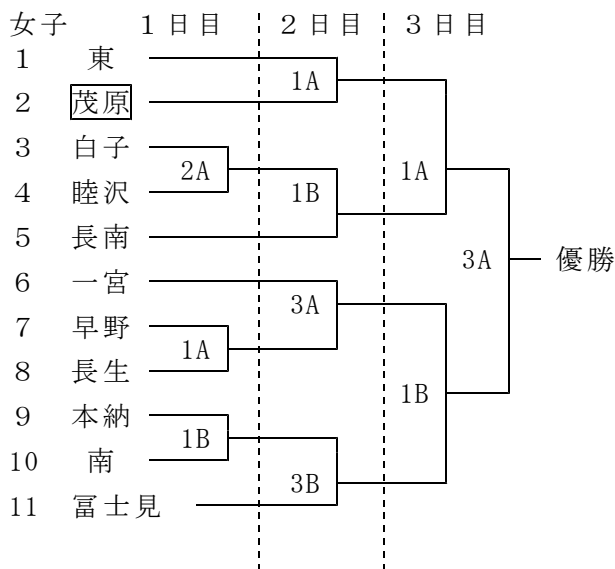 女子 １日目 ２日目 ３日目
１ 東
２ 茂原
３ 白子
４ 睦沢
５ 長南
６ 一宮
７ 早野
８ 長生
９ 本納
10 南
11 冨士見
1A
2A
1B
1A
3A
優勝
3A
1A
1B
1B
3B